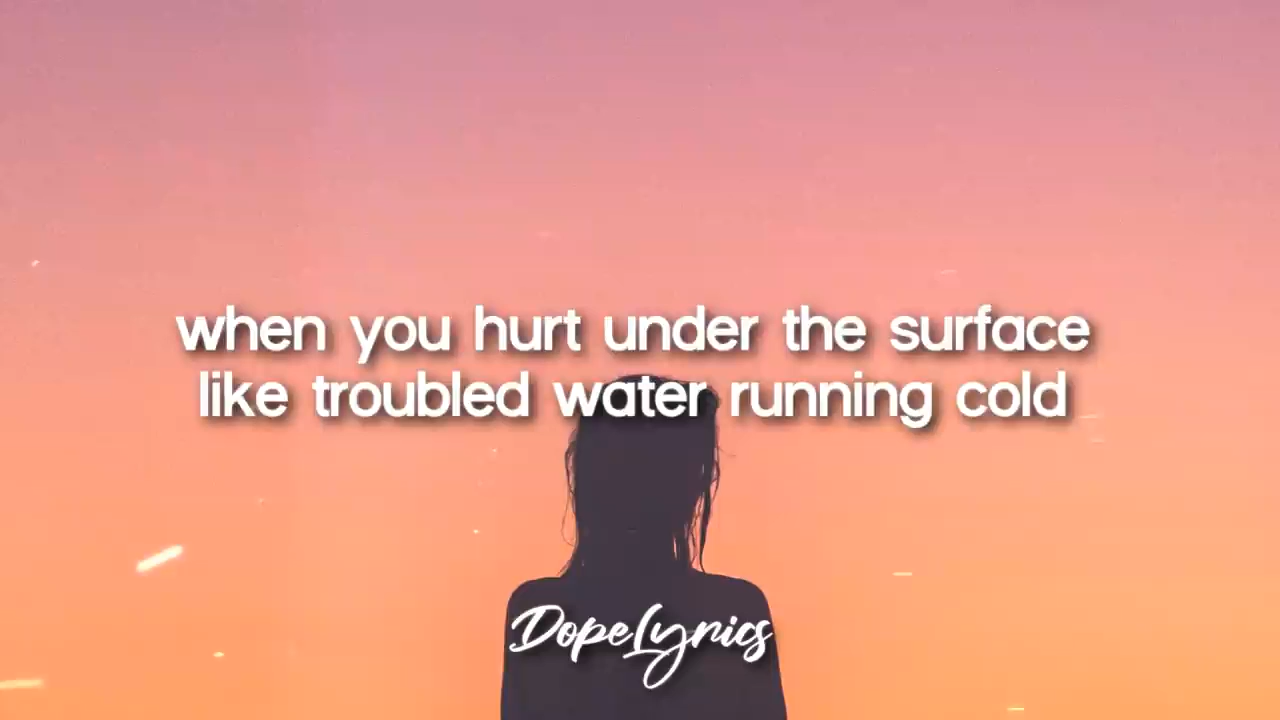 when you hurt under the surface
like troubled water running cold
DopeLyrics